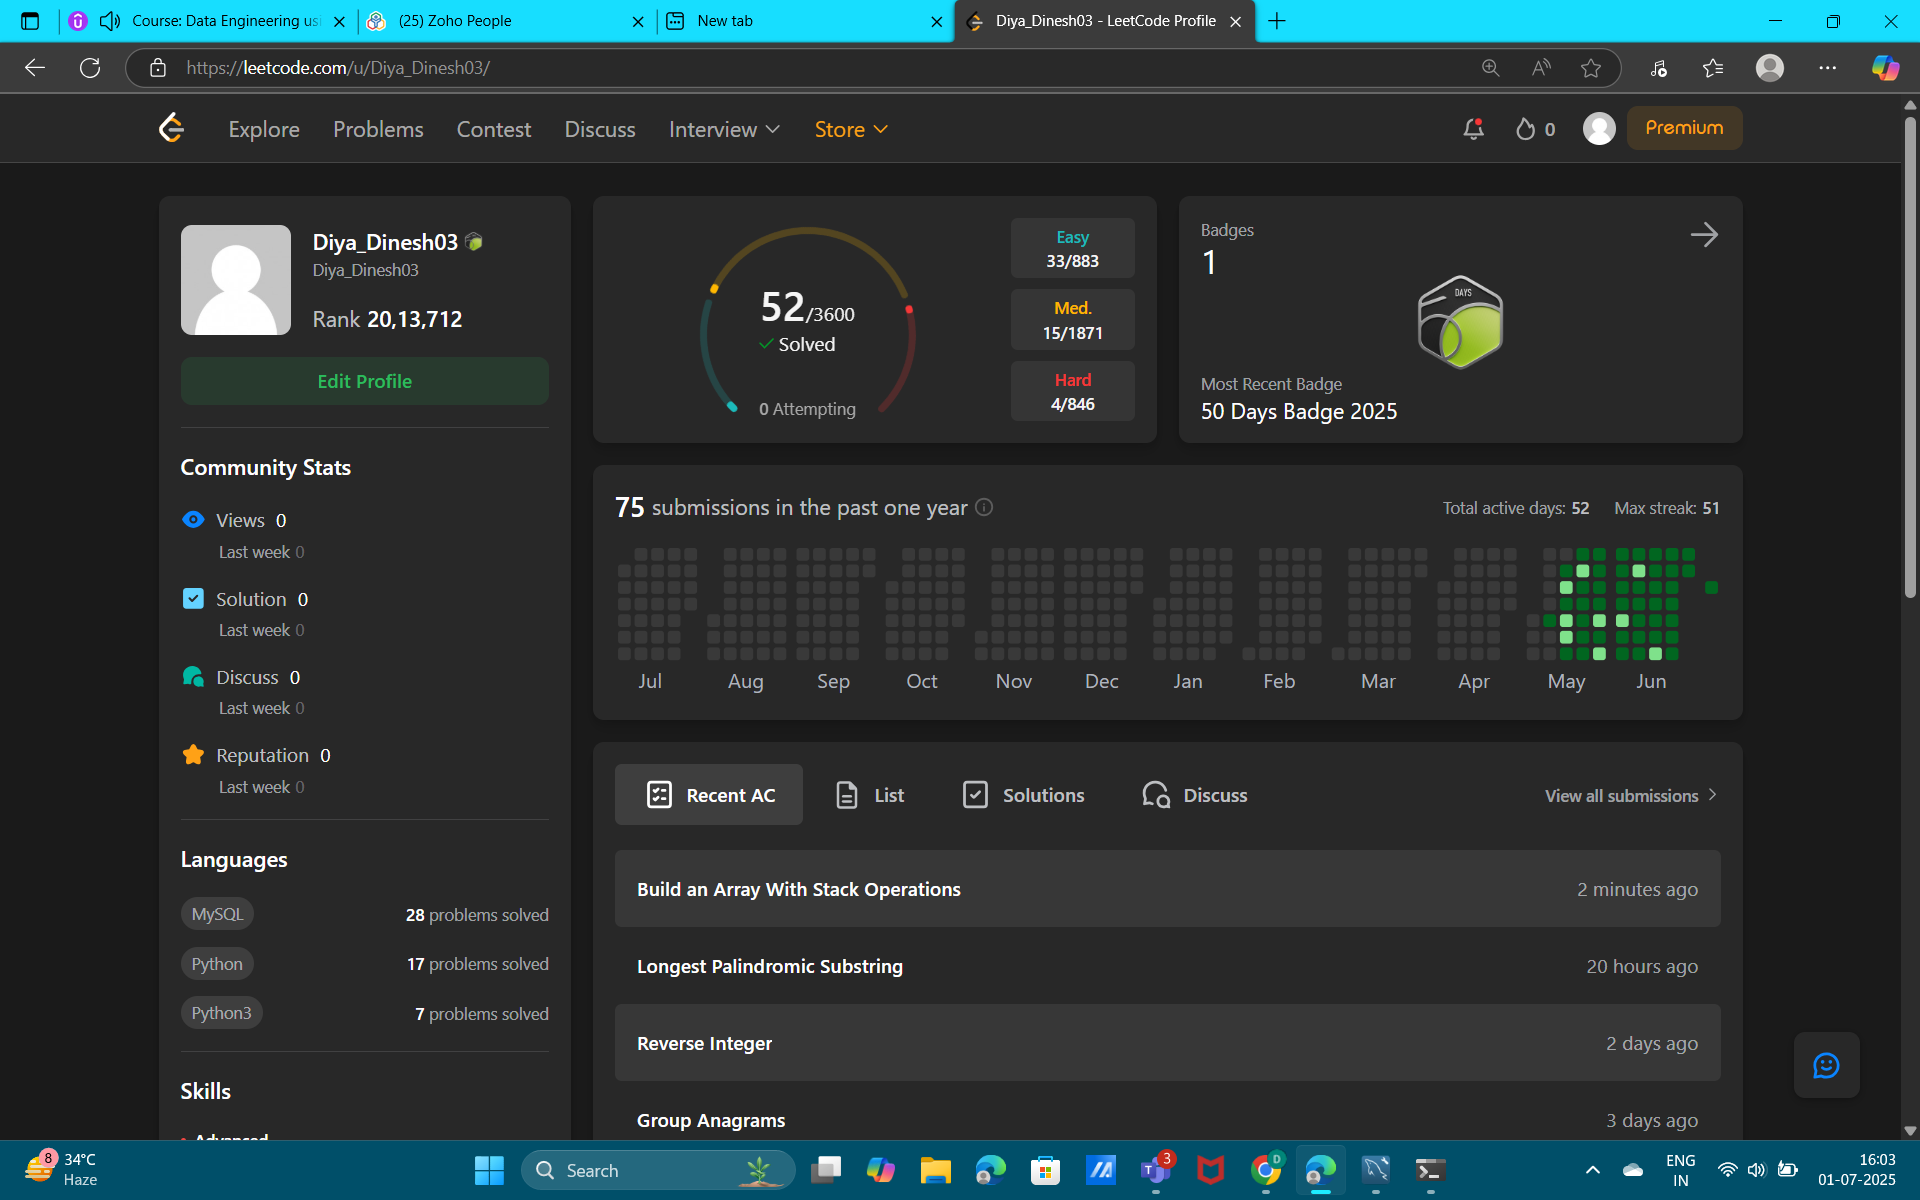 Course: Data Engineering usi
(25) Zoho People
New tab
Diya_Dinesh03 - LeetCode Profile
https://leetcode.com/u/Diya_Dinesh03/
Explore
Problems
Contest
Discuss
Interview
Store
0
Premium
Diya_Dinesh03
Diya_Dinesh03
Rank 20,13,712
Edit Profile
Community Stats
Views 0
Last week 0
Solution 0
Last week 0
Discuss 0
Last week 0
Reputation 0
Last week 0
Languages
MySQL 28 problems solved
Python 17 problems solved
Python3 7 problems solved
Skills
Advanced
52/3600
Solved
0 Attempting
Easy
33/883
Med.
15/1871
Hard
4/846
Badges
1
DAYS
Most Recent Badge
50 Days Badge 2025
75 submissions in the past one year
Total active days: 52 Max streak: 51
Jul Aug Sep Oct Nov Dec Jan Feb Mar Apr May Jun
Recent AC
List
Solutions
Discuss
View all submissions
Build an Array With Stack Operations 2 minutes ago
Longest Palindromic Substring 20 hours ago
Reverse Integer 2 days ago
Group Anagrams 3 days ago
8
34°C
Haze
Search
3
D
ENG
IN
16:03
01-07-2025